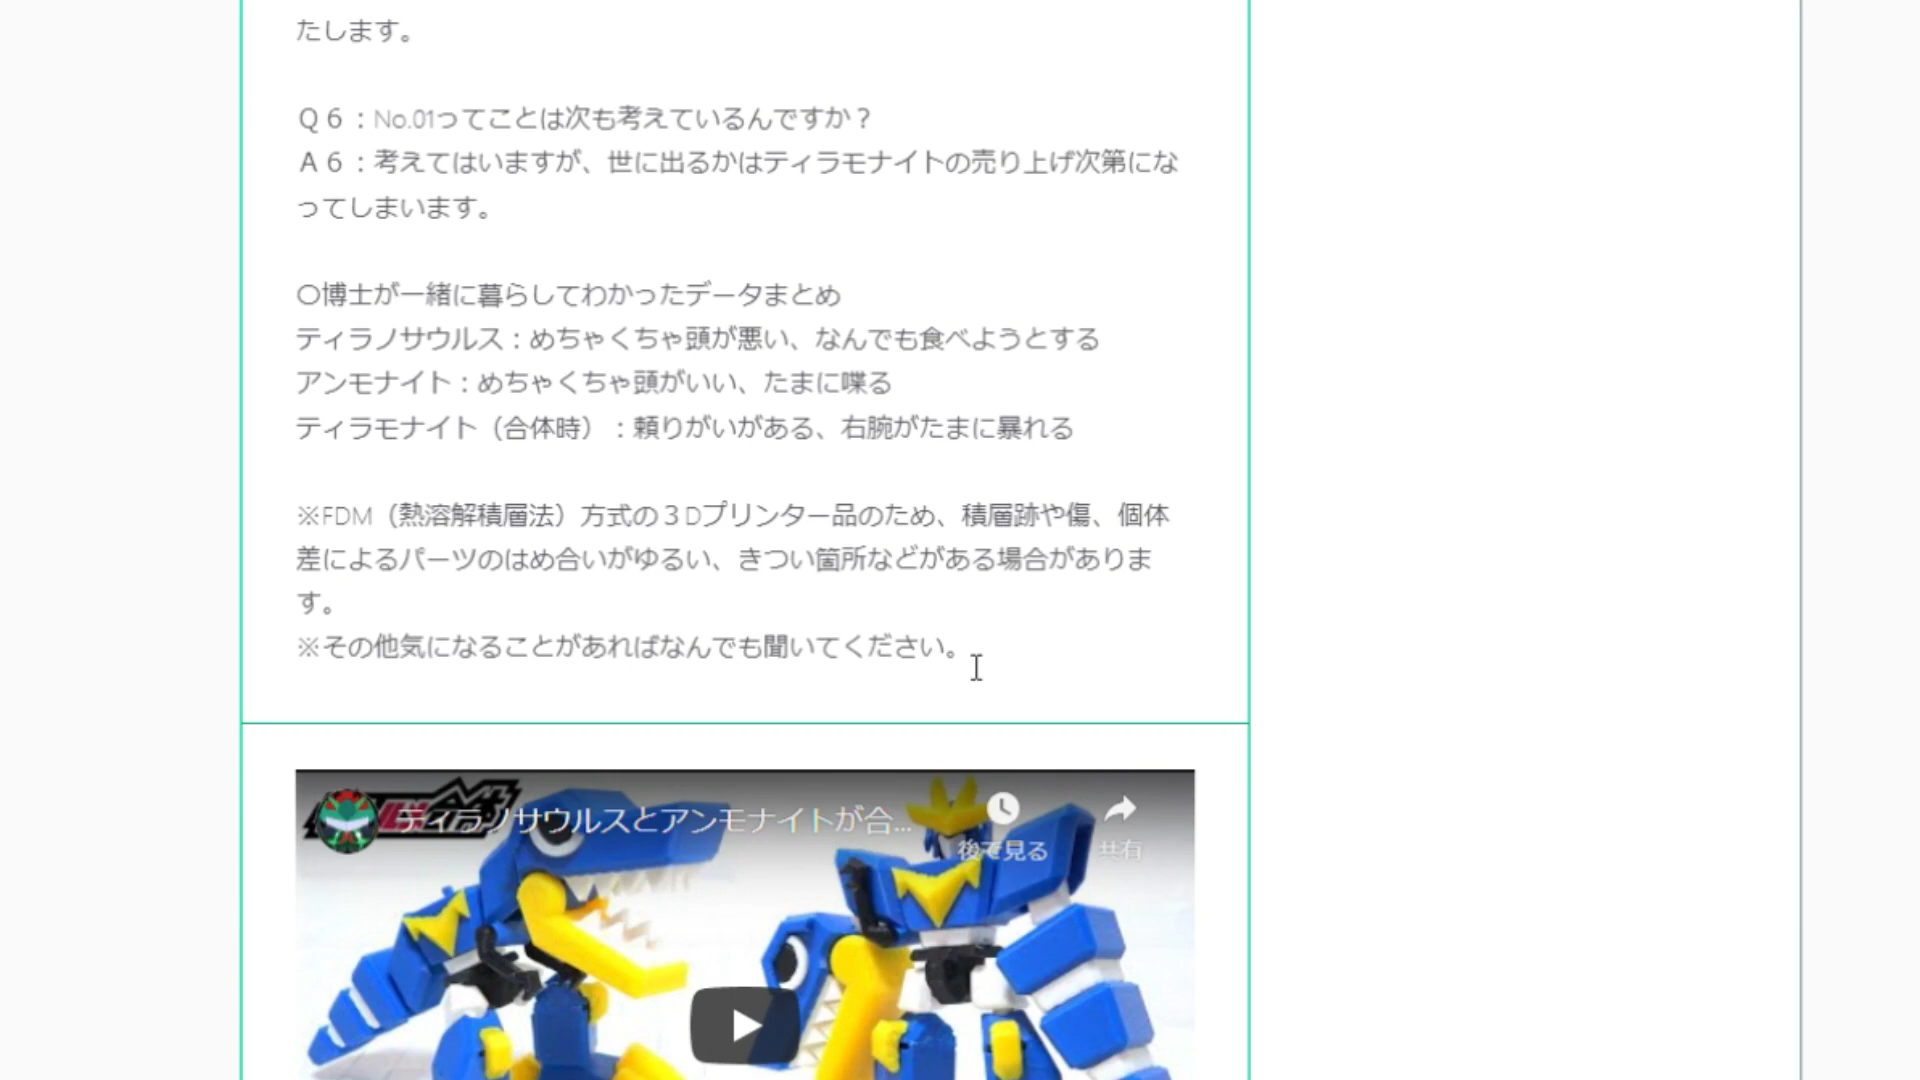 たします。
Ｑ６：No.01ってことは次も考えているんですか？
Ａ６：考えてはいますが、世に出るかはティラモナイトの売り上げ次第にな
ってしまいます。
〇博士が一緒に暮らしてわかったデータまとめ
ティラノサウルス：めちゃくちゃ頭が悪い、なんでも食べようとする
アンモナイト：めちゃくちゃ頭がいい、たまに喋る
ティラモナイト（合体時）：頼りがいがある、右腕がたまに暴れる
※FDM（熱溶解積層法）方式の３Dプリンター品のため、積層跡や傷、個体
差によるパーツのはめ合いがゆるい、きつい箇所などがある場合がありま
す。
※その他気になることがあればなんでも聞いてください。
ティラノサウルスとアンモナイトが合...
後で見る
共有